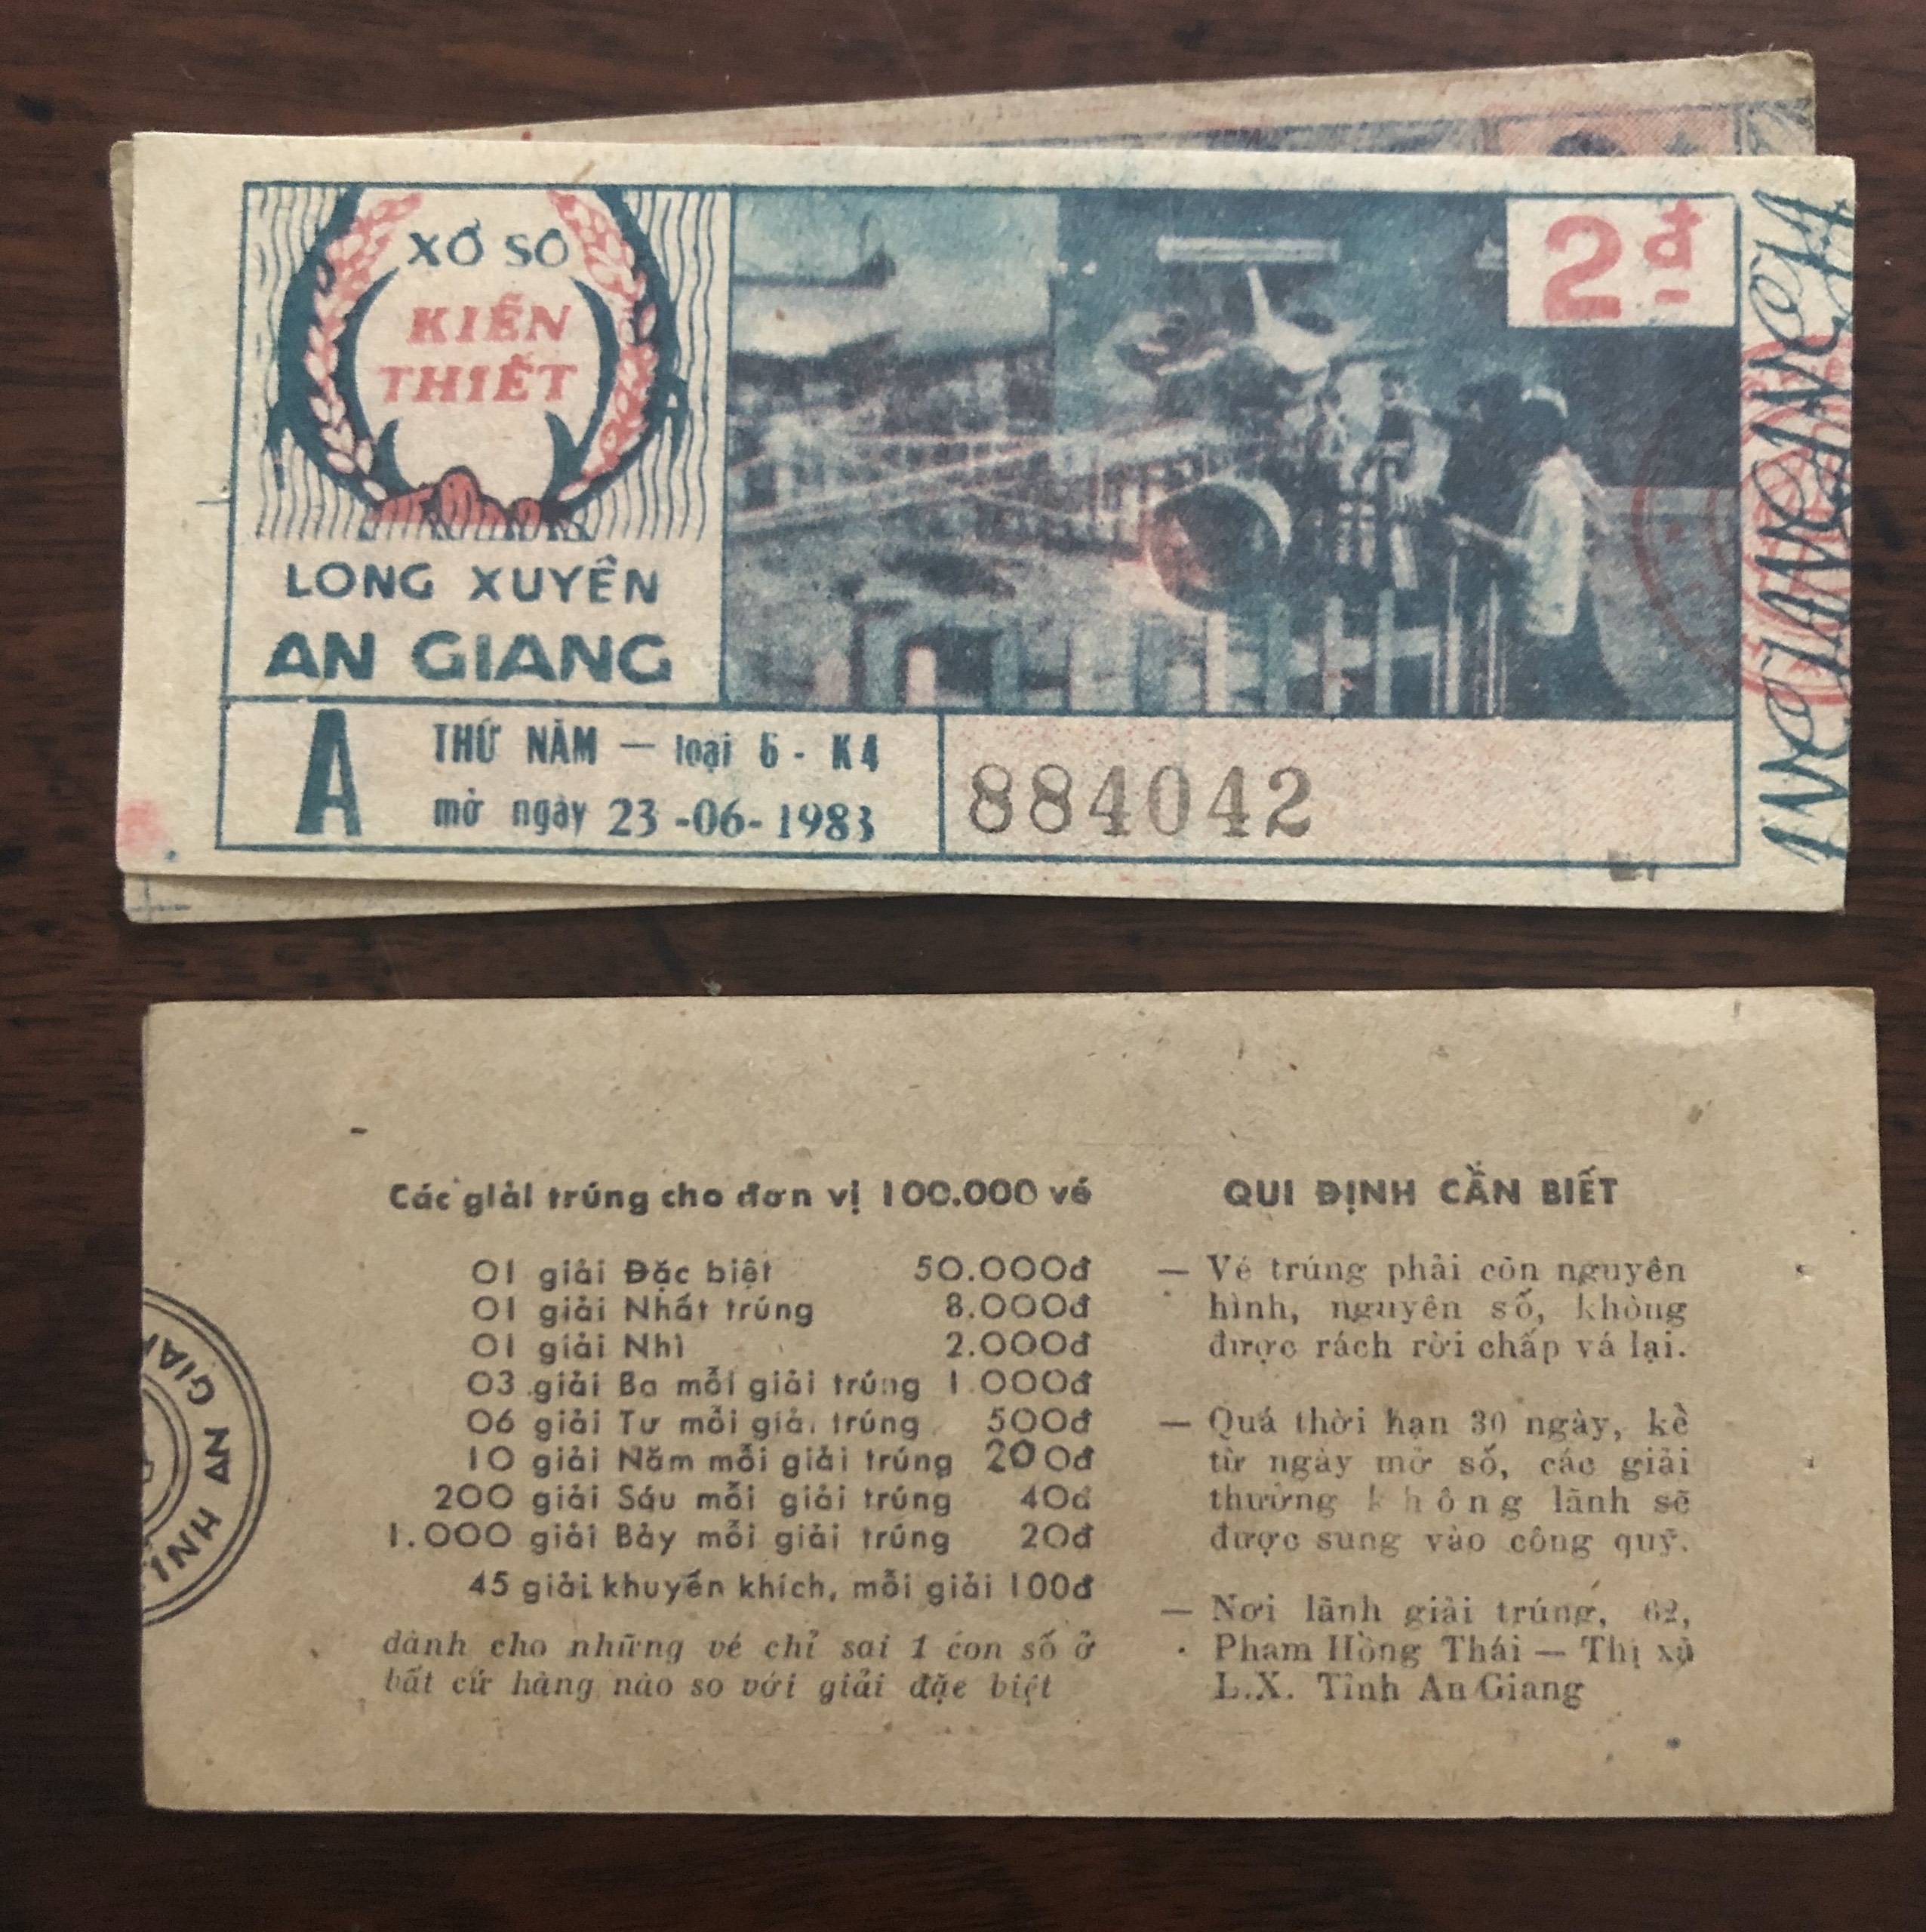 XỔ SỐ
KIẾN
THIẾT
2đ
LONG XUYÊN
AN GIANG
A
THỨ NĂM — loại 6 - K4
mở ngày 23-06-1983
884042
Các giải trúng cho đơn vị 100.000 vé
01 giải Đặc biệt 50.000đ
01 giải Nhất trúng 8.000đ
01 giải Nhì 2.000đ
03 giải Ba mỗi giải trúng 1.000đ
06 giải Tư mỗi giải trúng 500đ
10 giải Năm mỗi giải trúng 200đ
200 giải Sáu mỗi giải trúng 40đ
1.000 giải Bảy mỗi giải trúng 20đ
45 giải khuyến khích, mỗi giải 100đ
dành cho những vé chỉ sai 1 con số ở
bất cứ hàng nào so với giải đặc biệt
QUI ĐỊNH CẦN BIẾT
— Vé trúng phải còn nguyên
hình, nguyên số, không
được rách rời chấp vá lại.
— Quá thời hạn 30 ngày, kể
từ ngày mở số, các giải
thưởng không lãnh sẽ
được sung vào công quỹ.
— Nơi lãnh giải trúng, 62,
Phạm Hồng Thái — Thị xã
L.X. Tỉnh An Giang
ỈNH AN GIAN